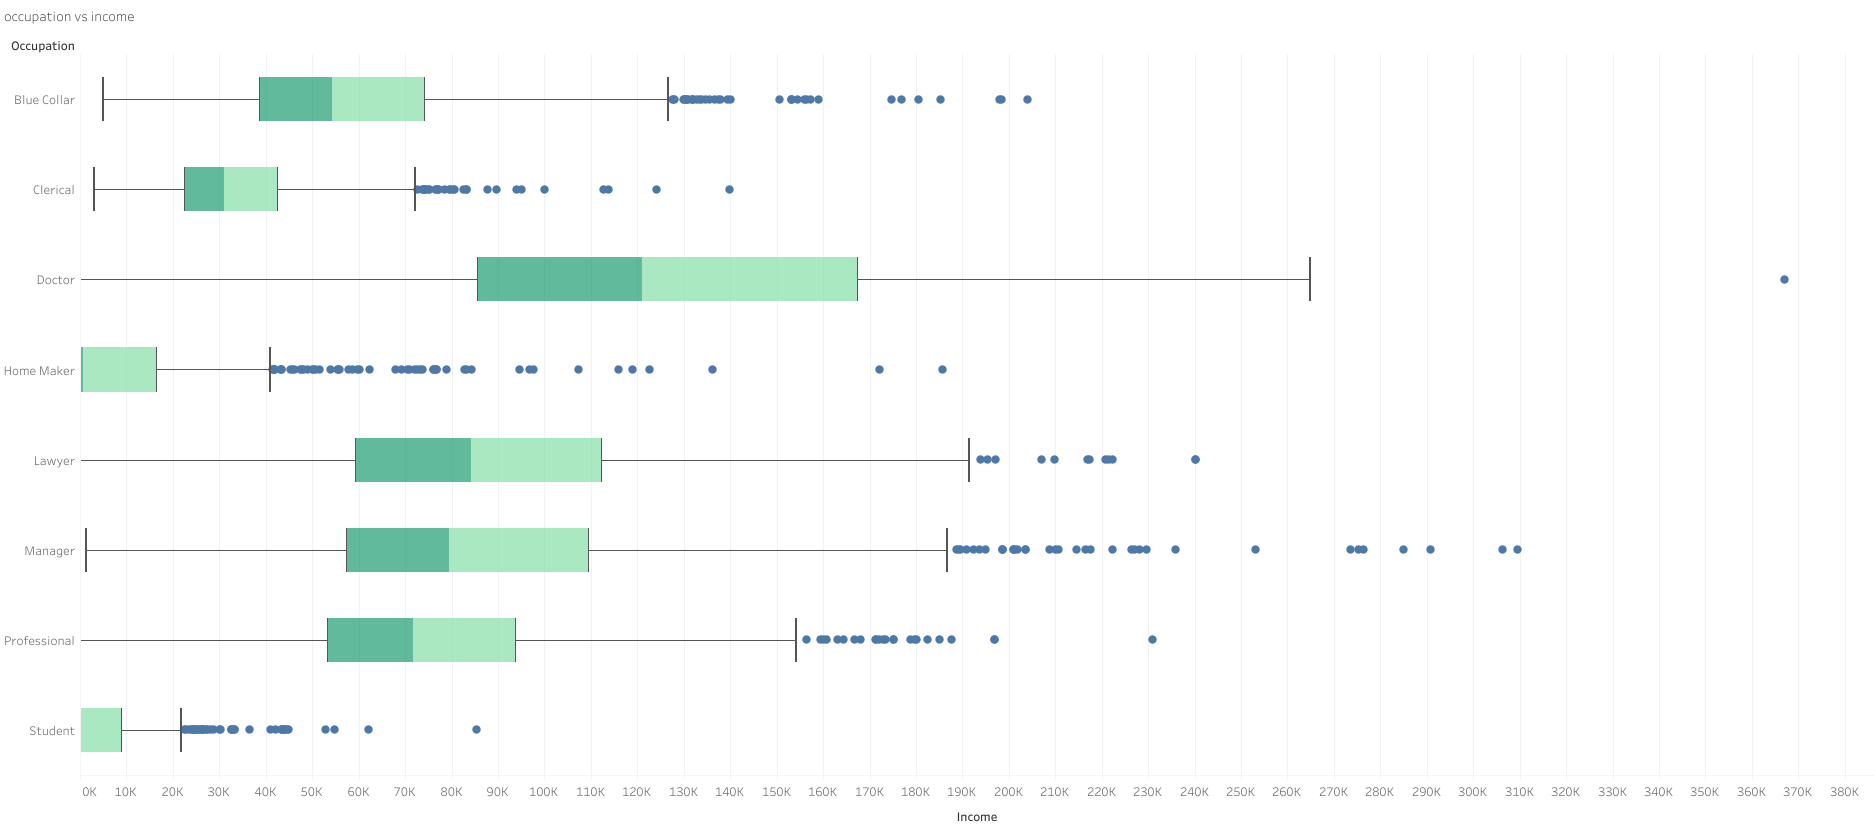 occupation vs income
Occupation
Blue Collar
Clerical
Doctor
Home Maker
Lawyer
Manager
Professional
Student
0K 10K 20K 30K 40K 50K 60K 70K 80K 90K 100K 110K 120K 130K 140K 150K 160K 170K 180K 190K 200K 210K 220K 230K 240K 250K 260K 270K 280K 290K 300K 310K 320K 330K 340K 350K 360K 370K 380K
Income